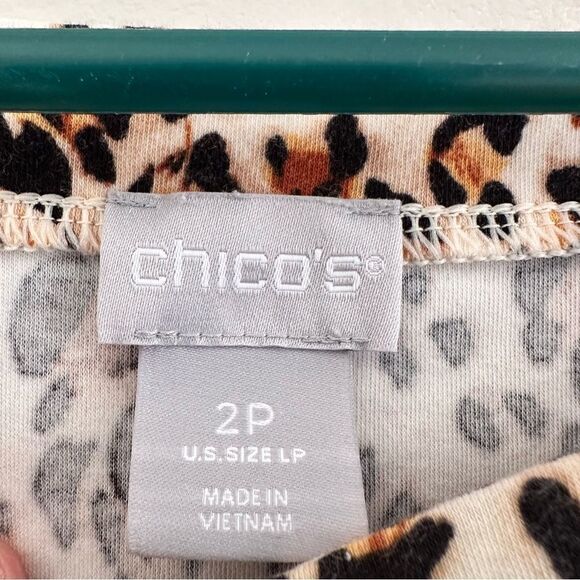 chico's®
2P
U.S. SIZE LP
MADE IN
VIETNAM